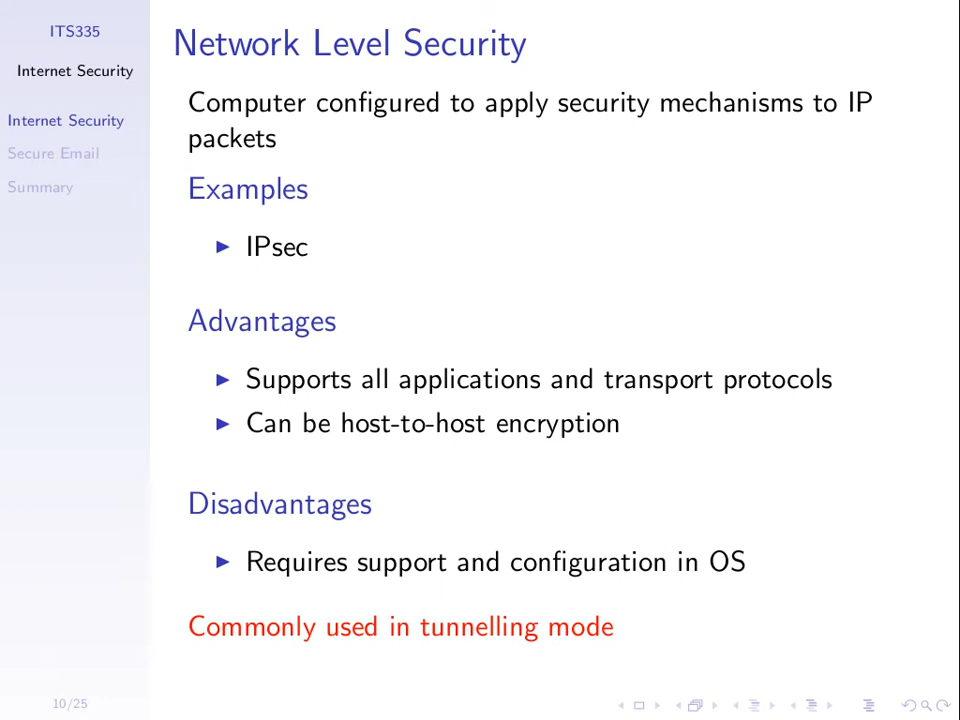 ITS335
Internet Security
Internet Security
Secure Email
Summary
Network Level Security
Computer configured to apply security mechanisms to IP
packets
Examples
IPsec
Advantages
Supports all applications and transport protocols
Can be host-to-host encryption
Disadvantages
Requires support and configuration in OS
Commonly used in tunnelling mode
10/25